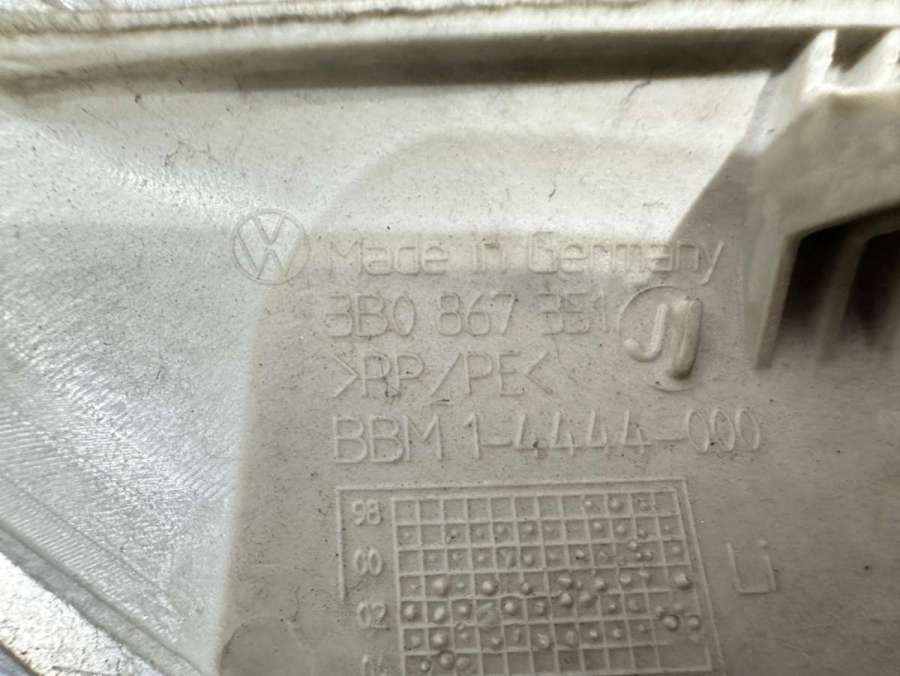 Made in Germany
3B0 867 351
>PP/PE<
BBM 1-4444-000
98
00
02
Li